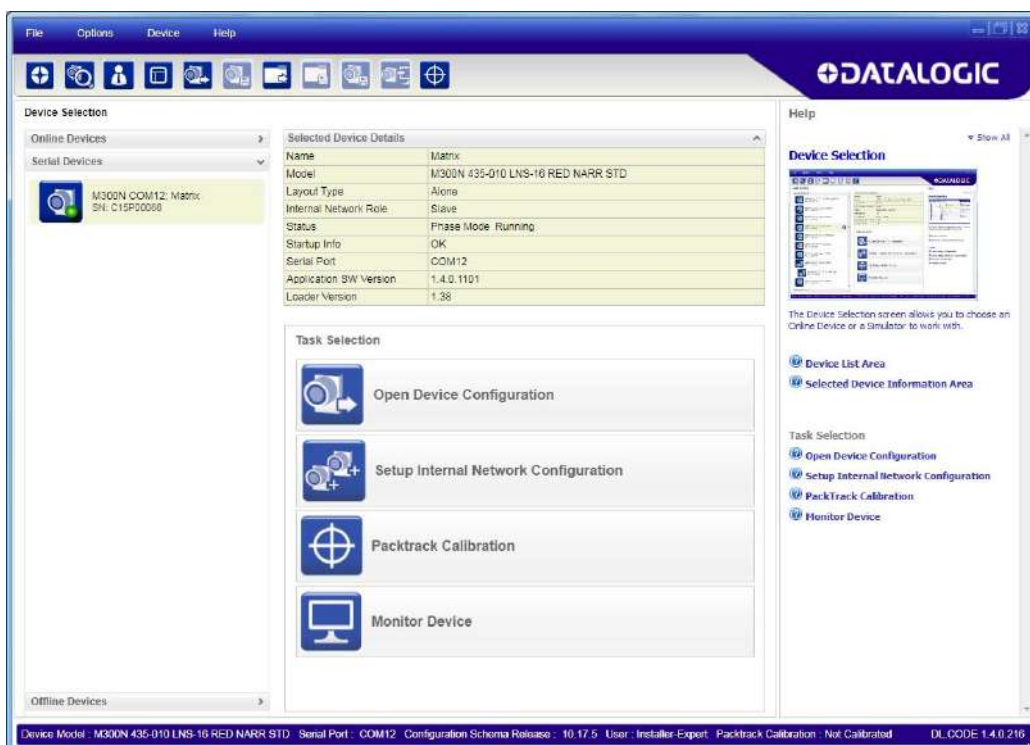 File Options Device Help
DATALOGIC
Device Selection
Online Devices
Serial Devices
M300N COM12: Matrix
SN: C15P00068
Offline Devices
Selected Device Details
Name Matrix
Model M300N 435-010 LNS-16 RED NARR STD
Layout Type Alone
Internal Network Role Slave
Status Phase Mode Running
Startup Info OK
Serial Port COM12
Application SW Version 1.4.0.1101
Loader Version 1.38
Task Selection
Open Device Configuration
Setup Internal Network Configuration
Packtrack Calibration
Monitor Device
Help
Show All
Device Selection
The Device Selection screen allows you to choose an
Online Device or a Simulator to work with.
Device List Area
Selected Device Information Area
Task Selection
Open Device Configuration
Setup Internal Network Configuration
PackTrack Calibration
Monitor Device
Device Model : M300N 435-010 LNS-16 RED NARR STD Serial Port : COM12 Configuration Schema Release : 10.17.5 User : Installer-Expert Packtrack Calibration : Not Calibrated DL.CODE 1.4.0.216